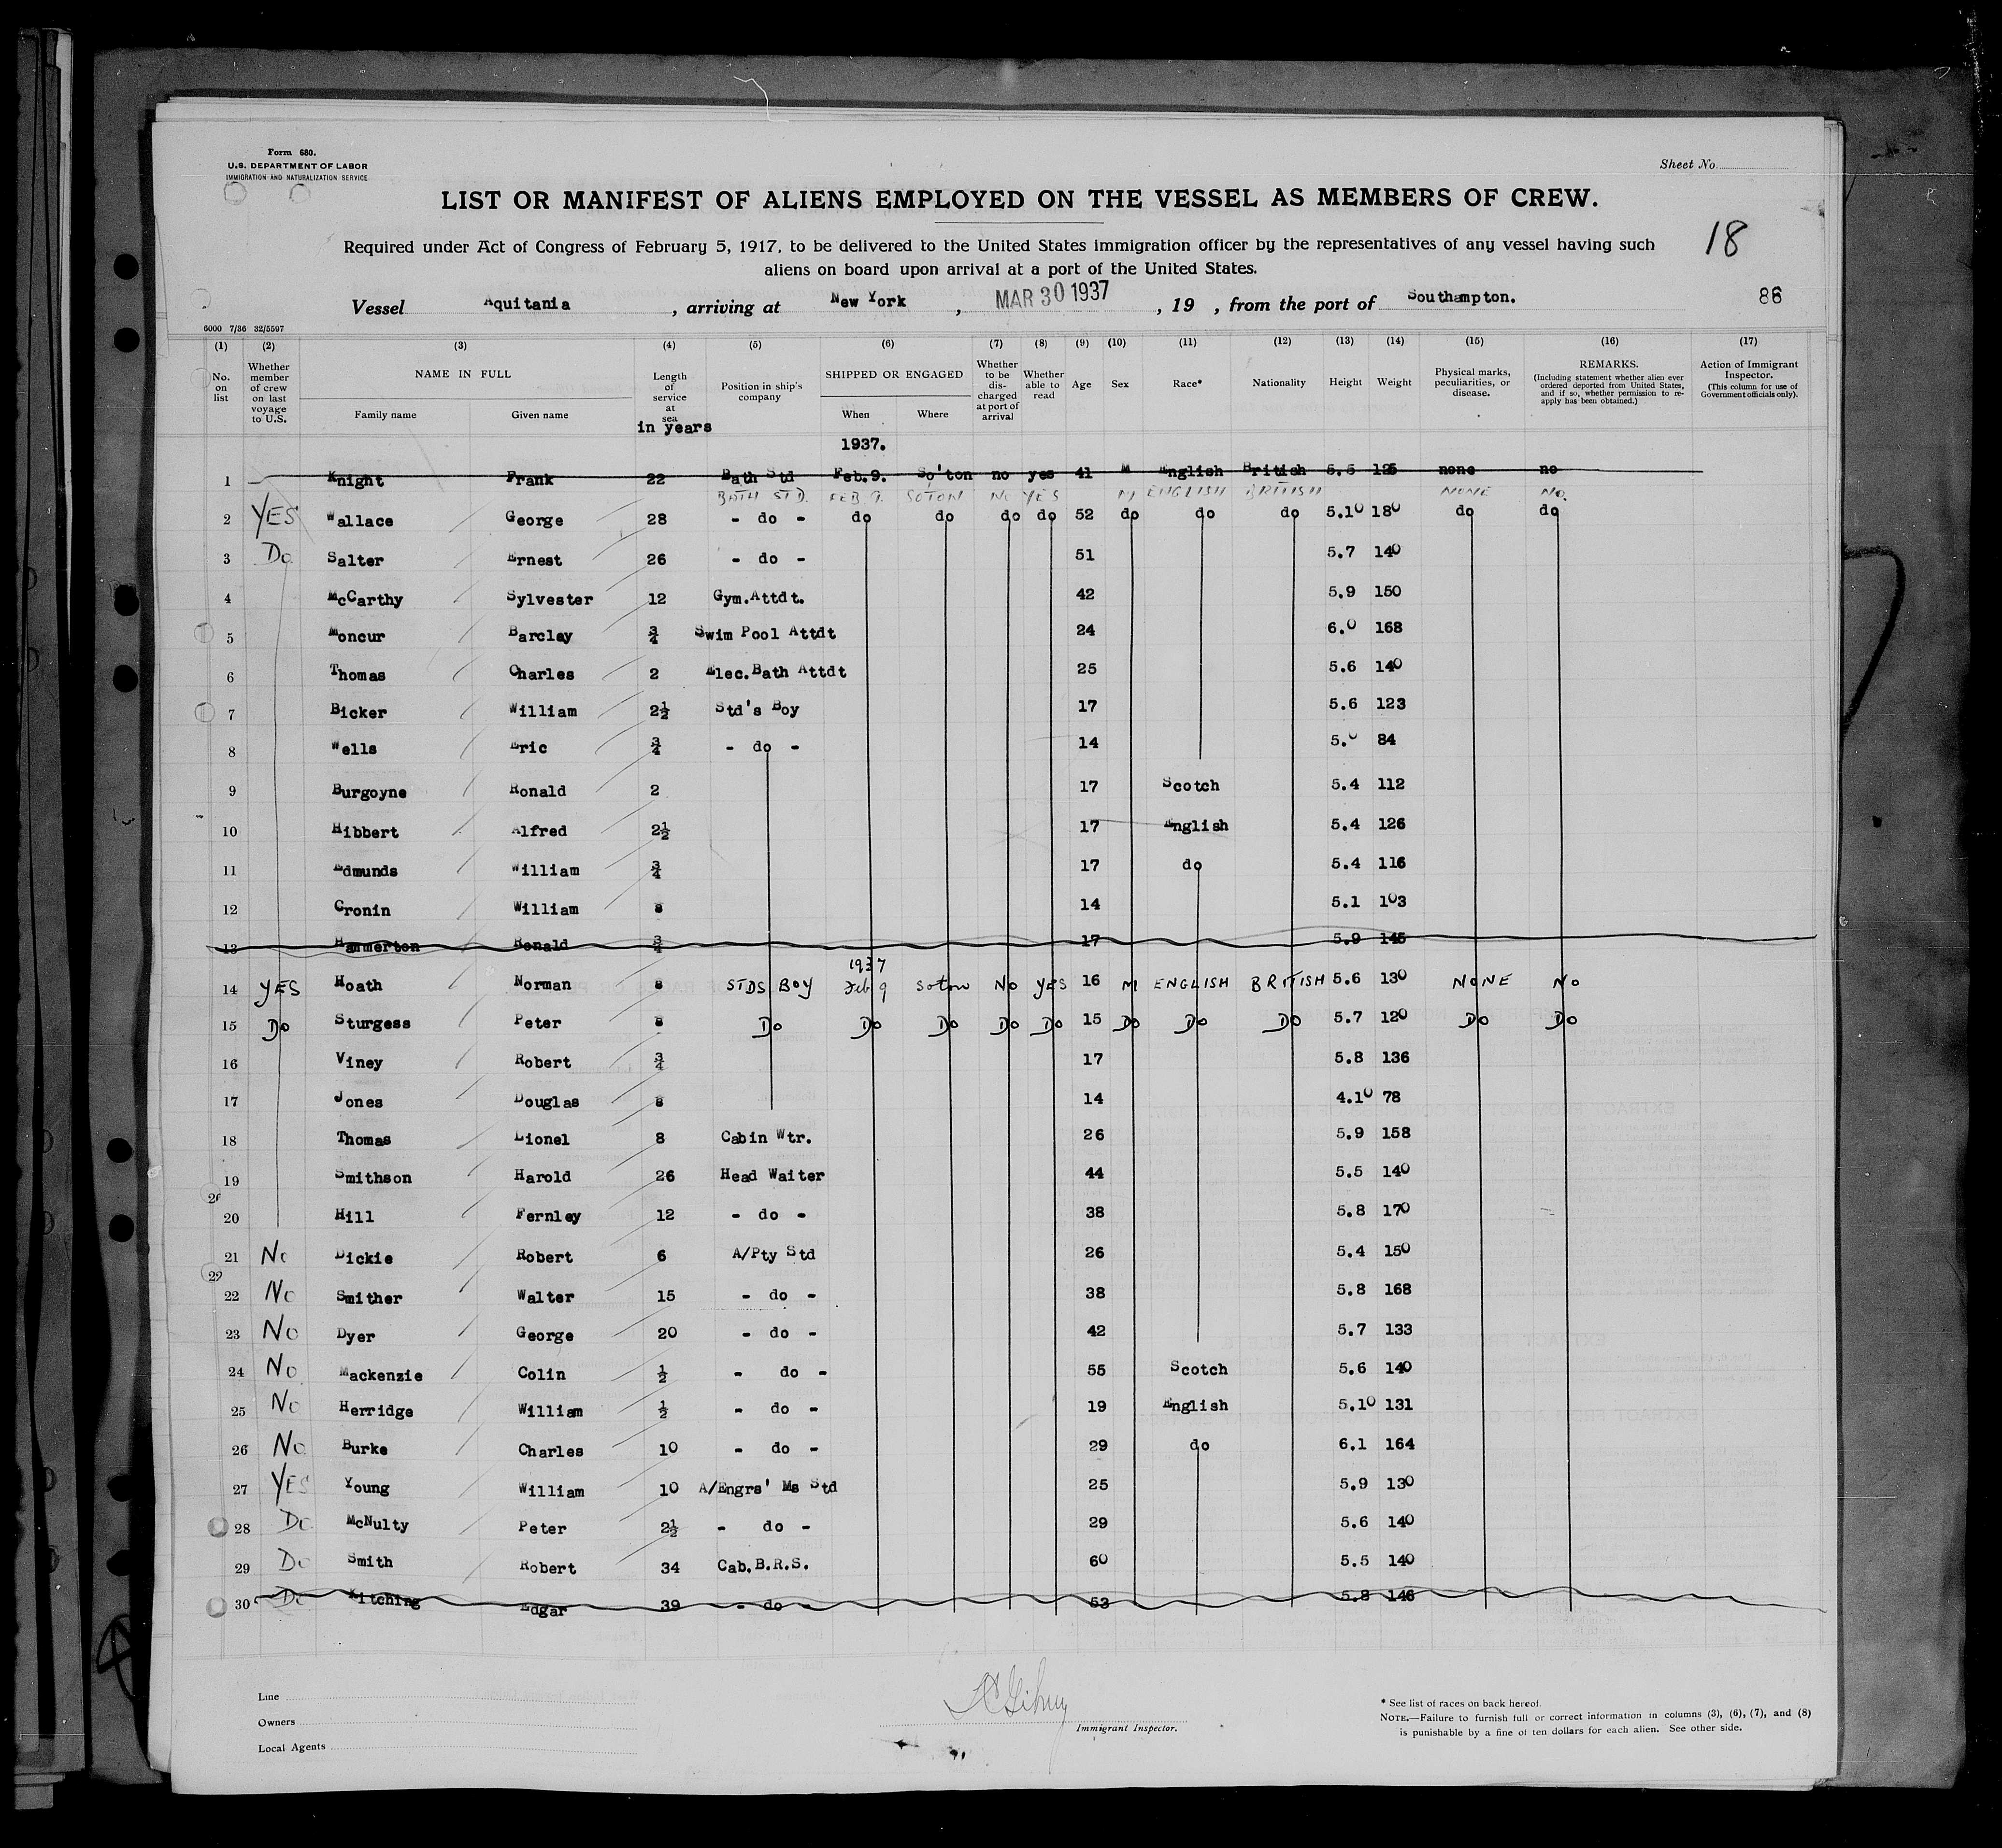 Form 680.
U.S. DEPARTMENT OF LABOR
IMMIGRATION AND NATURALIZATION SERVICE
Sheet No.
LIST OR MANIFEST OF ALIENS EMPLOYED ON THE VESSEL AS MEMBERS OF CREW.
Required under Act of Congress of February 5, 1917, to be delivered to the United States immigration officer by the representatives of any vessel having such
aliens on board upon arrival at a port of the United States.
18
Vessel Aquitania, arriving at New York, MAR 30 1937, 19 , from the port of Southampton. 86
6000 7/36 32/5597
(1) (2) (3) (4) (5) (6) (7) (8) (9) (10) (11) (12) (13) (14) (15) (16) (17)
No. on list
Whether member of crew on last voyage to U.S.
NAME IN FULL
Family name Given name
Length of service at sea in years
Position in ship's company
SHIPPED OR ENGAGED
When Where
Whether to be discharged at port of arrival
Whether able to read
Age
Sex
Race*
Nationality
Height
Weight
Physical marks, peculiarities, or disease.
REMARKS.
(Including statement whether alien ever ordered deported from United States, and if so, whether permission to reapply has been obtained.)
Action of Immigrant Inspector.
(This column for use of Government officials only).
1937.
1 Knight Frank 22 Bath Std Feb.9. So'ton no yes 41 M English British 5.5 125 none no
BATH STD. FEB 9. SOTON NO YES M ENGLISH BRITISH NONE NO.
2 YES Wallace George 28 - do - do do do do 52 do do do 5.10 180 do do
3 Do Salter Ernest 26 - do - 51 5.7 140
4 McCarthy Sylvester 12 Gym.Attdt. 42 5.9 150
5 Moncur Barclay 3/4 Swim Pool Attdt 24 6.0 168
6 Thomas Charles 2 Elec.Bath Attdt 25 5.6 140
7 Bicker William 2½ Std's Boy 17 5.6 123
8 Wells Eric 3/4 - do - 14 5.0 84
9 Burgoyne Ronald 2 17 Scotch 5.4 112
10 Hibbert Alfred 2½ 17 English 5.4 126
11 Edmunds William 3/4 17 do 5.4 116
12 Cronin William 14 5.1 103
13 Hammerton Ronald 3/4 17 5.9 145
14 YES Hoath Norman STDS BOY 1937 Feb 9 Soton NO YES 16 M ENGLISH BRITISH 5.6 130 NONE NO
15 DO Sturgess Peter DO DO DO DO DO 15 DO DO DO 5.7 120 DO DO
16 Viney Robert 3/4 17 5.8 136
17 Jones Douglas 14 4.10 78
18 Thomas Lionel 8 Cabin Wtr. 26 5.9 158
19 Smithson Harold 26 Head Waiter 44 5.5 140
20 Hill Fernley 12 - do - 38 5.8 170
21 No Dickie Robert 6 A/Pty Std 26 5.4 150
22 No Smither Walter 15 - do - 38 5.8 168
23 No Dyer George 20 - do - 42 5.7 133
24 No Mackenzie Colin ½ - do - 55 Scotch 5.6 140
25 No Herridge William ½ - do - 19 English 5.10 131
26 No Burke Charles 10 - do - 29 do 6.1 164
27 YES Young William 10 A/Engrs' Ms Std 25 5.9 130
28 Do McNulty Peter 2½ - do - 29 5.6 140
29 Do Smith Robert 34 Cab.B.R.S. 60 5.5 140
30 Do Kitching Edgar 39 - do - 53 5.8 146
Line
Owners
Local Agents
Immigrant Inspector.
* See list of races on back hereof.
NOTE.—Failure to furnish full or correct information in columns (3), (6), (7), and (8)
is punishable by a fine of ten dollars for each alien. See other side.